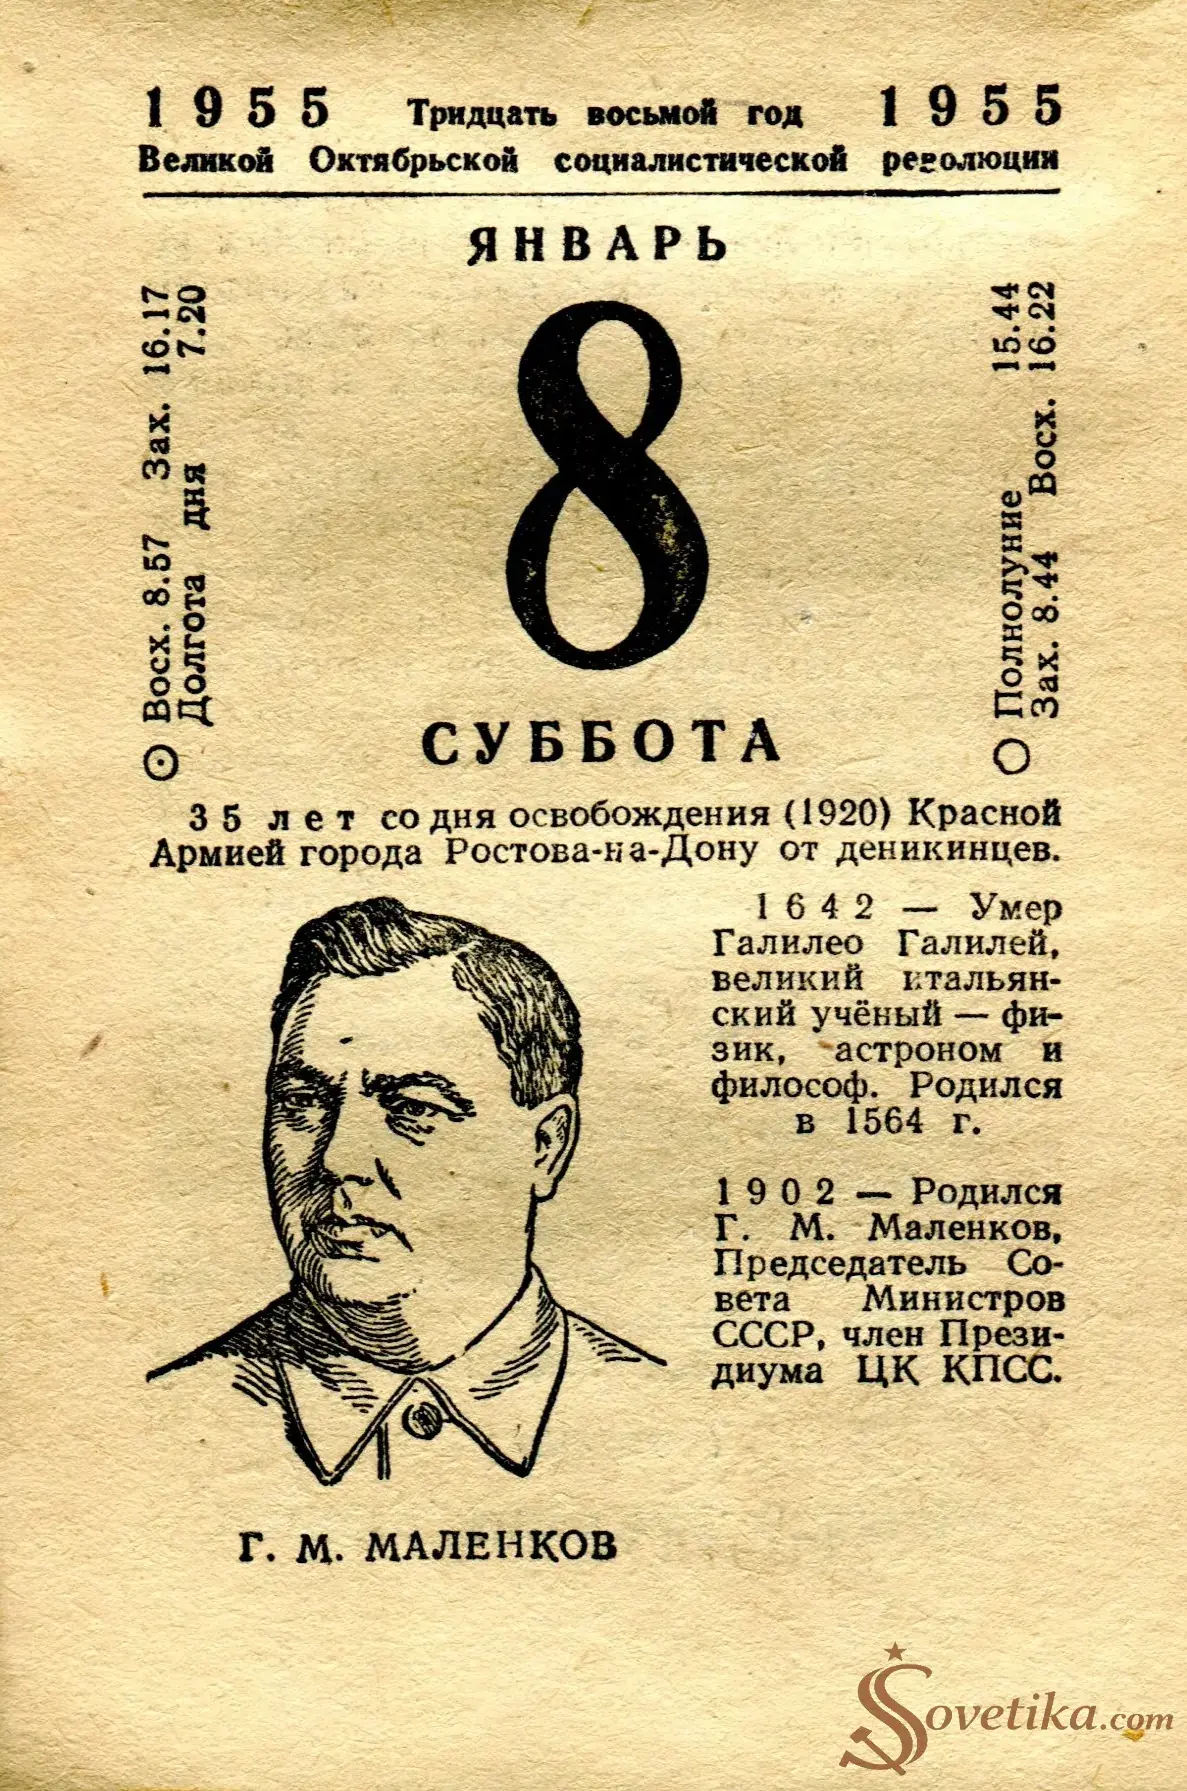 1955 Тридцать восьмой год 1955
Великой Октябрьской социалистической революции
ЯНВАРЬ
Восх. 8.57 Зах. 16.17
Долгота дня 7.20
8
Полнолуние 15.44
Зах. 8.44 Восх. 16.22
СУББОТА
35 лет со дня освобождения (1920) Красной
Армией города Ростова-на-Дону от деникинцев.
1642 — Умер
Галилео Галилей,
великий итальян-
ский учёный — фи-
зик, астроном и
философ. Родился
в 1564 г.
1902 — Родился
Г. М. Маленков,
Председатель Со-
вета Министров
СССР, член Прези-
диума ЦК КПСС.
Г. М. МАЛЕНКОВ
Sovetika.com